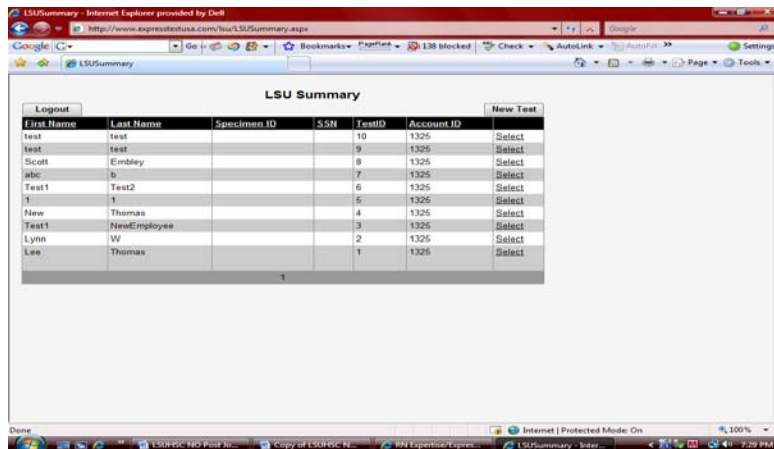 LSUSummary - Internet Explorer provided by Dell
http://www.expresstestusa.com/lsu/LSUSummary.aspx
Google
Google G Go Bookmarks PageRank 138 blocked Check AutoLink AutoFill Settings
LSUSummary Page Tools
LSU Summary
Logout New Test
First Name Last Name Specimen ID SSN TestID Account ID
test test 10 1325 Select
test test 9 1325 Select
Scott Embley 8 1325 Select
abc b 7 1325 Select
Test1 Test2 6 1325 Select
1 1 5 1325 Select
New Thomas 4 1325 Select
Test1 NewEmployee 3 1325 Select
Lynn W 2 1325 Select
Lee Thomas 1 1325 Select
1
Done Internet | Protected Mode: On 100%
LSUHSC NO Post Jo... Copy of LSUHSC N... RN Expertise/Expres... LSUSummary - Inter... 7:29 PM